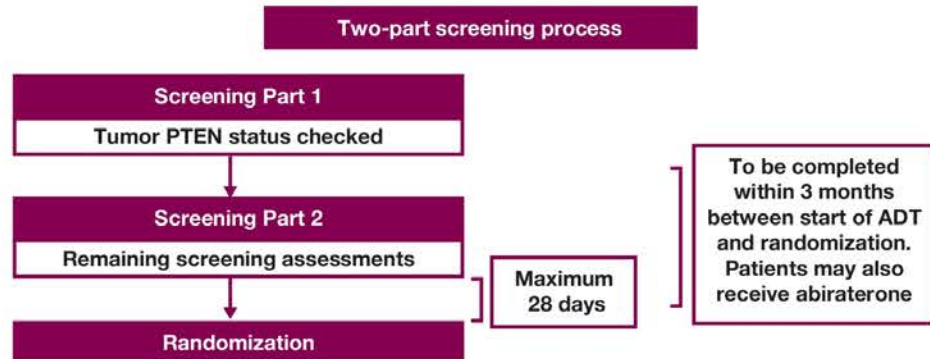 Two-part screening process
Screening Part 1
Tumor PTEN status checked
Screening Part 2
Remaining screening assessments
Randomization
Maximum
28 days
To be completed
within 3 months
between start of ADT
and randomization.
Patients may also
receive abiraterone